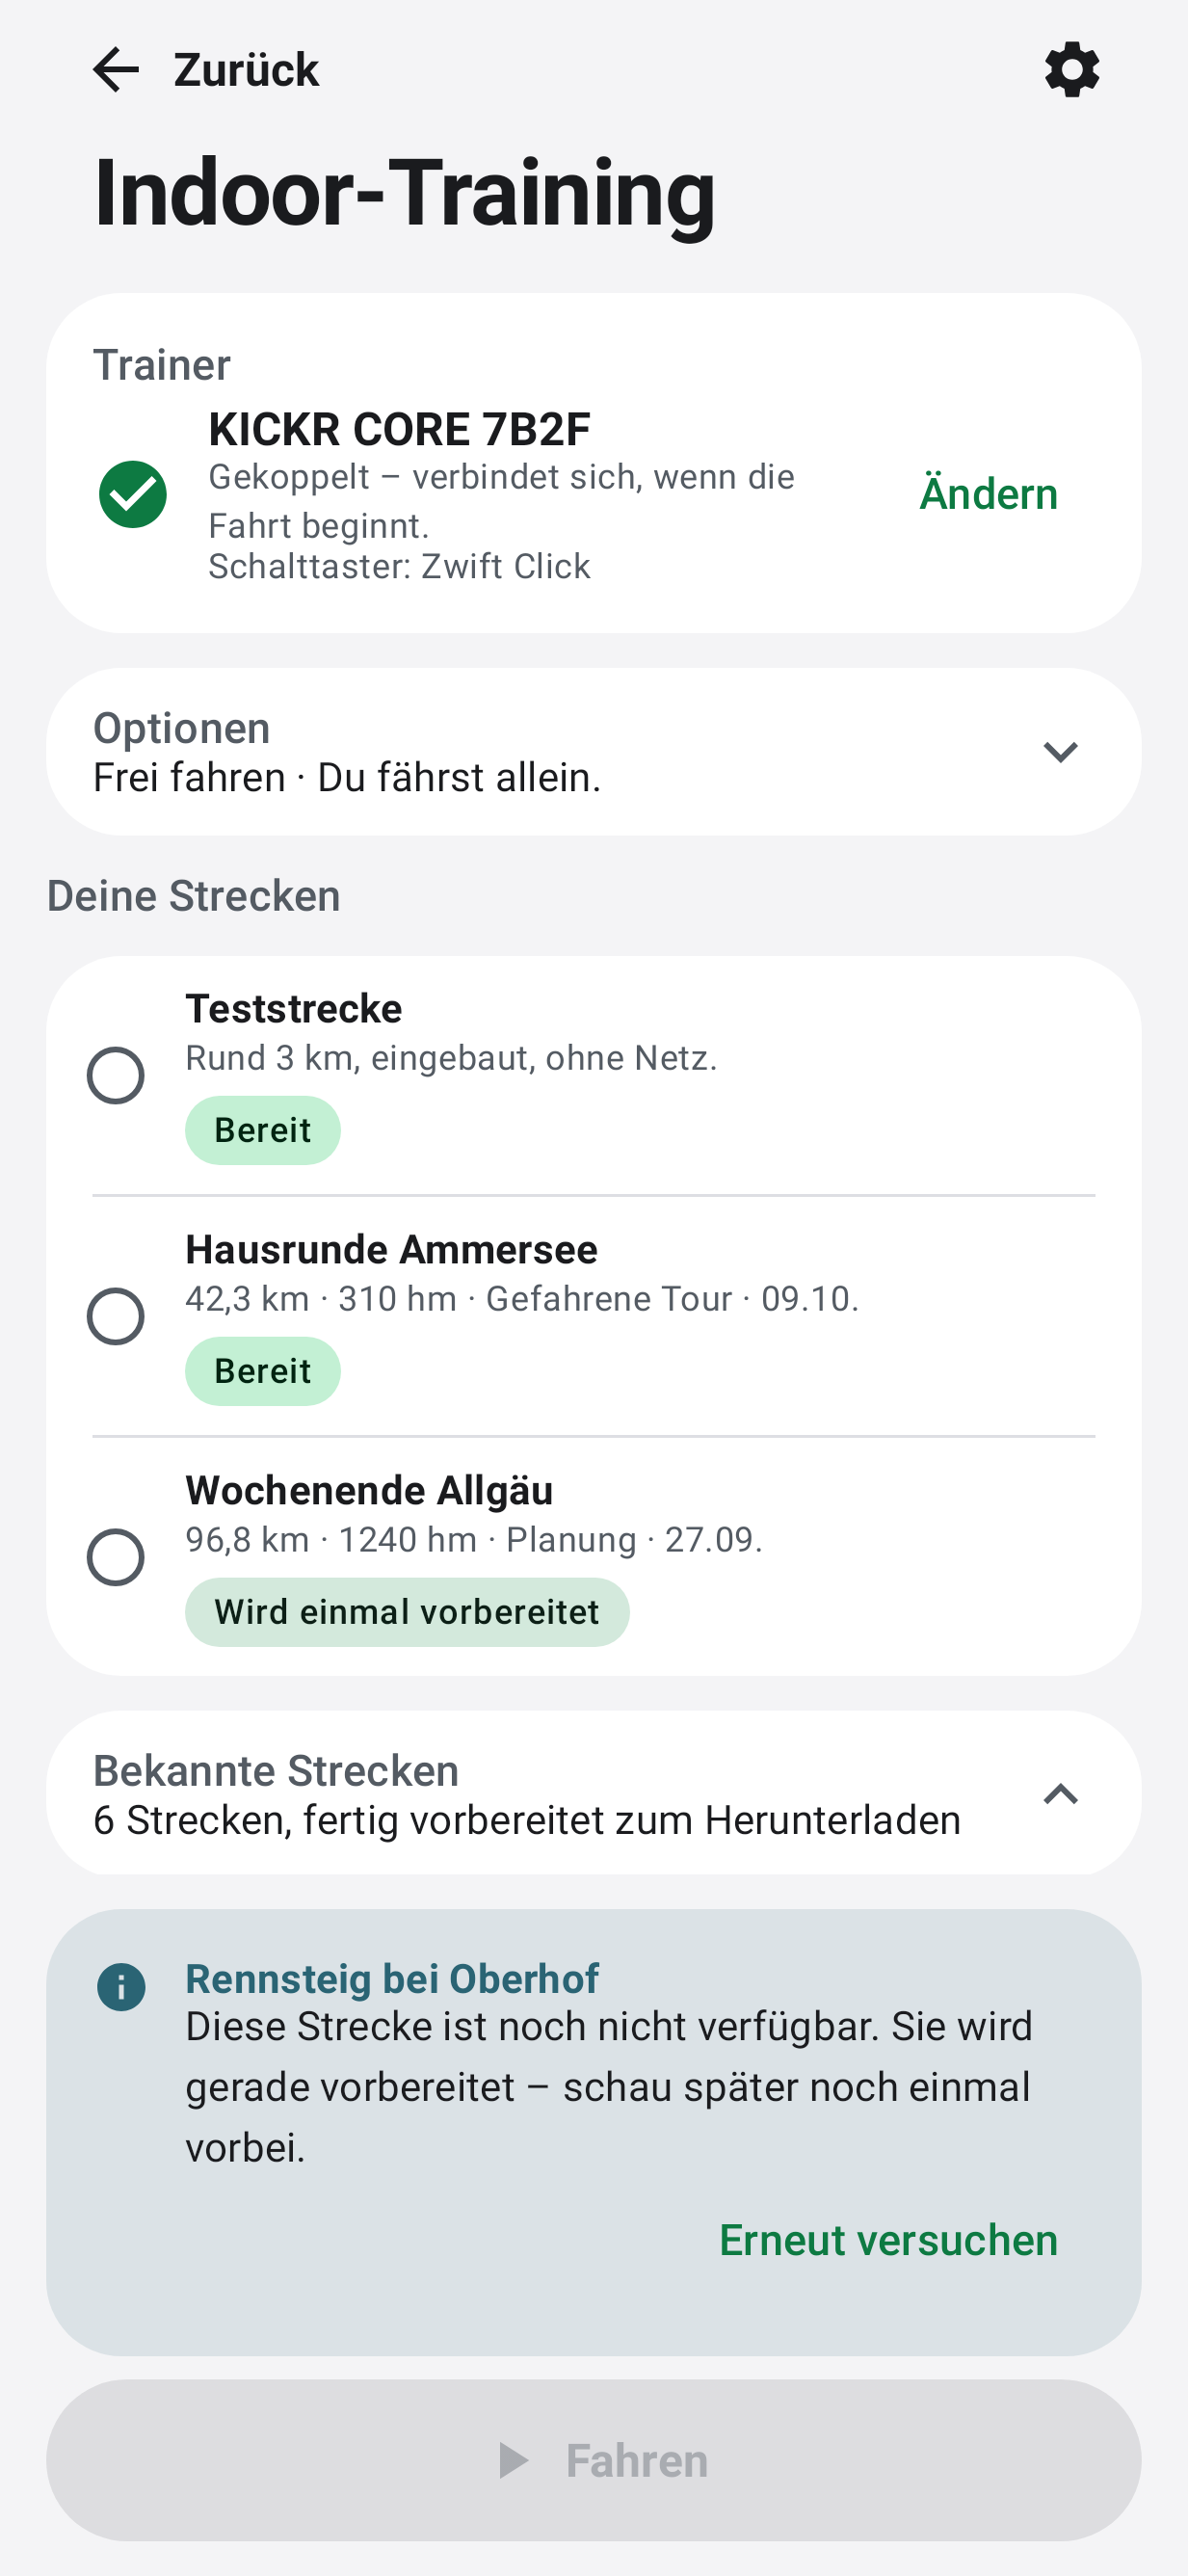 Zurück
Indoor-Training
Trainer
KICKR CORE 7B2F
Gekoppelt – verbindet sich, wenn die
Fahrt beginnt.
Schalttaster: Zwift Click
Ändern
Optionen
Frei fahren · Du fährst allein.
Deine Strecken
Teststrecke
Rund 3 km, eingebaut, ohne Netz.
Bereit
Hausrunde Ammersee
42,3 km · 310 hm · Gefahrene Tour · 09.10.
Bereit
Wochenende Allgäu
96,8 km · 1240 hm · Planung · 27.09.
Wird einmal vorbereitet
Bekannte Strecken
6 Strecken, fertig vorbereitet zum Herunterladen
Rennsteig bei Oberhof
Diese Strecke ist noch nicht verfügbar. Sie wird
gerade vorbereitet – schau später noch einmal
vorbei.
Erneut versuchen
Fahren